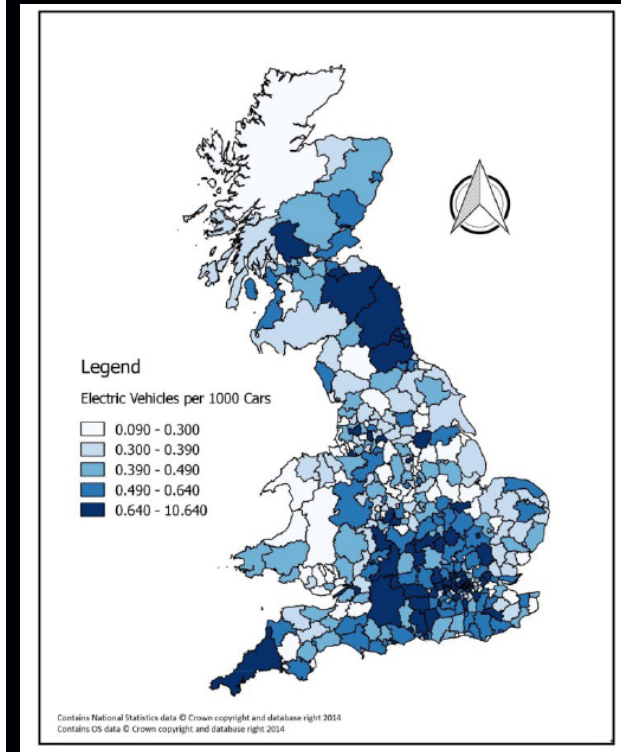 Legend
Electric Vehicles per 1000 Cars
0.090 - 0.300
0.300 - 0.390
0.390 - 0.490
0.490 - 0.640
0.640 - 10.640
Contains National Statistics data © Crown copyright and database right 2014
Contains OS data © Crown copyright and database right 2014